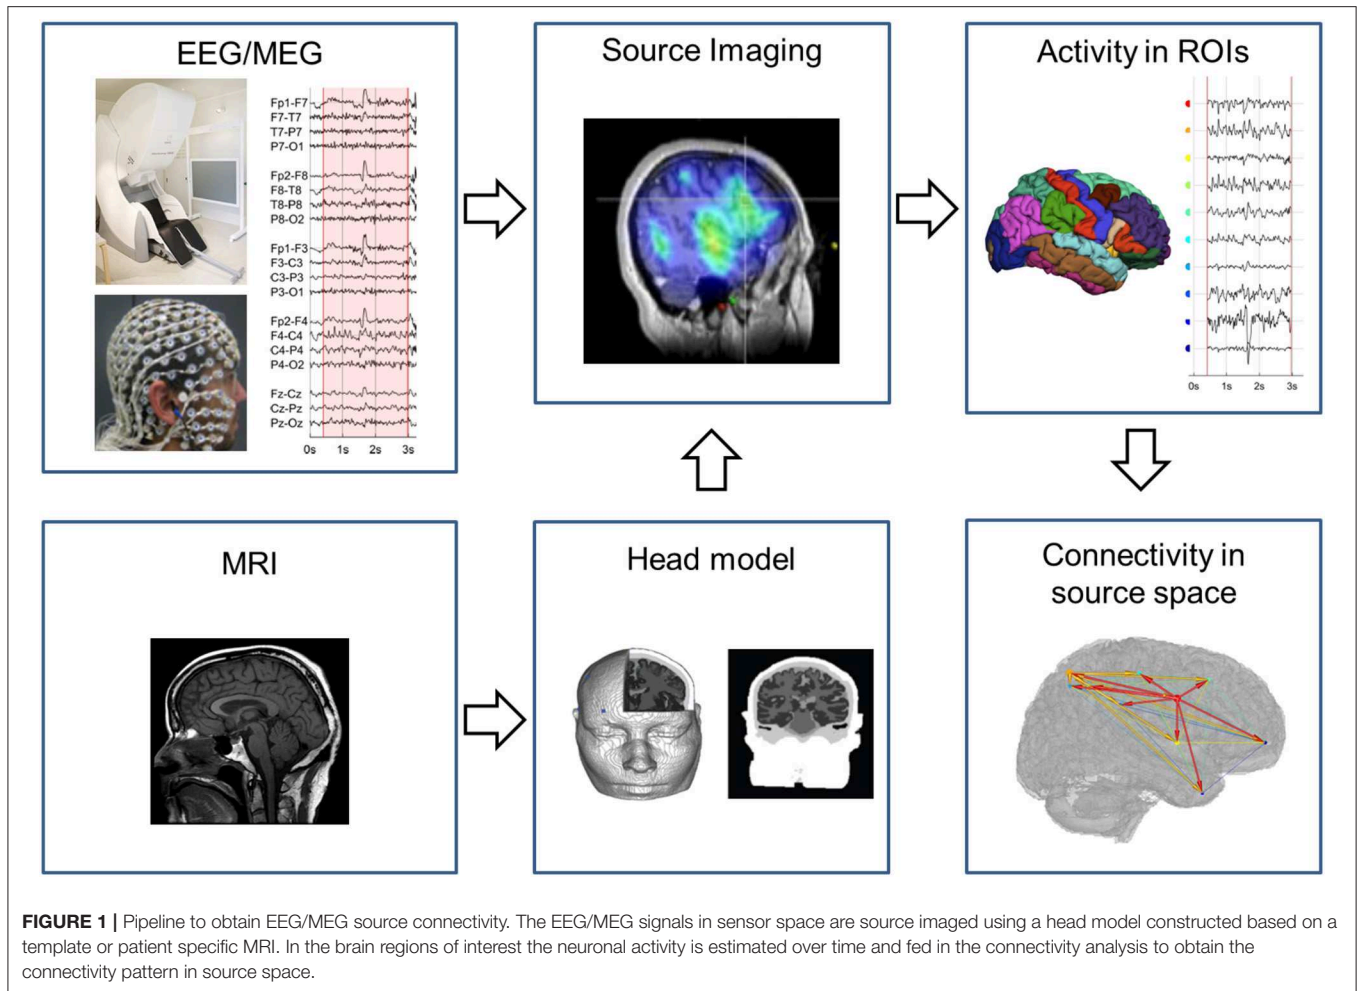 EEG/MEG
Fp1-F7
F7-T7
T7-P7
P7-O1
Fp2-F8
F8-T8
T8-P8
P8-O2
Fp1-F3
F3-C3
C3-P3
P3-O1
Fp2-F4
F4-C4
C4-P4
P4-O2
Fz-Cz
Cz-Pz
Pz-Oz
0s 1s 2s 3s
Source Imaging
Activity in ROIs
0s 1s 2s 3s
MRI
Head model
Connectivity in
source space
FIGURE 1 | Pipeline to obtain EEG/MEG source connectivity. The EEG/MEG signals in sensor space are source imaged using a head model constructed based on a
template or patient specific MRI. In the brain regions of interest the neuronal activity is estimated over time and fed in the connectivity analysis to obtain the
connectivity pattern in source space.